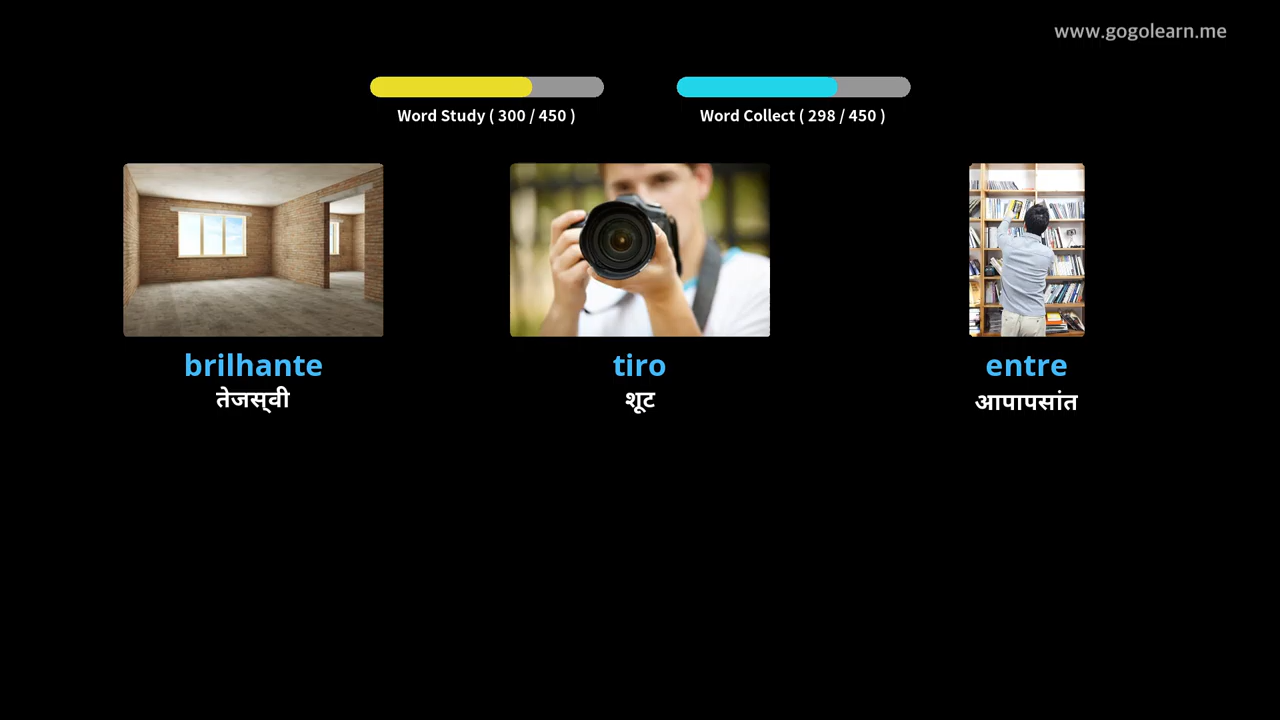 www.gogolearn.me
Word Study ( 300 / 450 )
Word Collect ( 298 / 450 )
brilhante
तेजस्वी
tiro
शूट
entre
आपापसांत